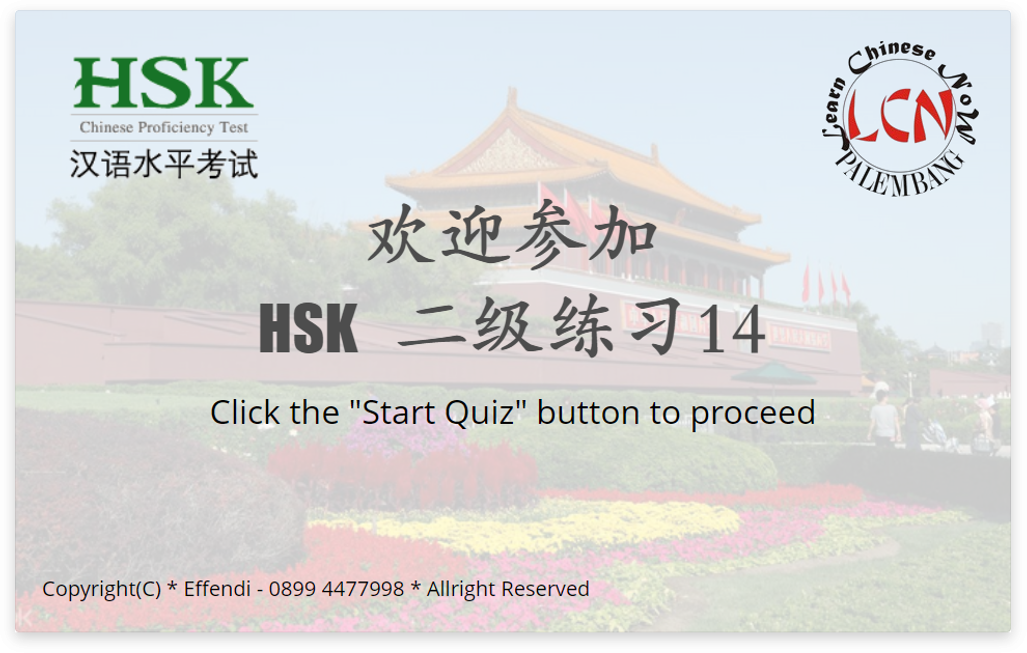 HSK
Chinese Proficiency Test
汉语水平考试
Learn Chinese NoW
LCN
PALEMBANG
欢迎参加
HSK 二级练习14
Click the "Start Quiz" button to proceed
Copyright(C) * Effendi - 0899 4477998 * Allright Reserved